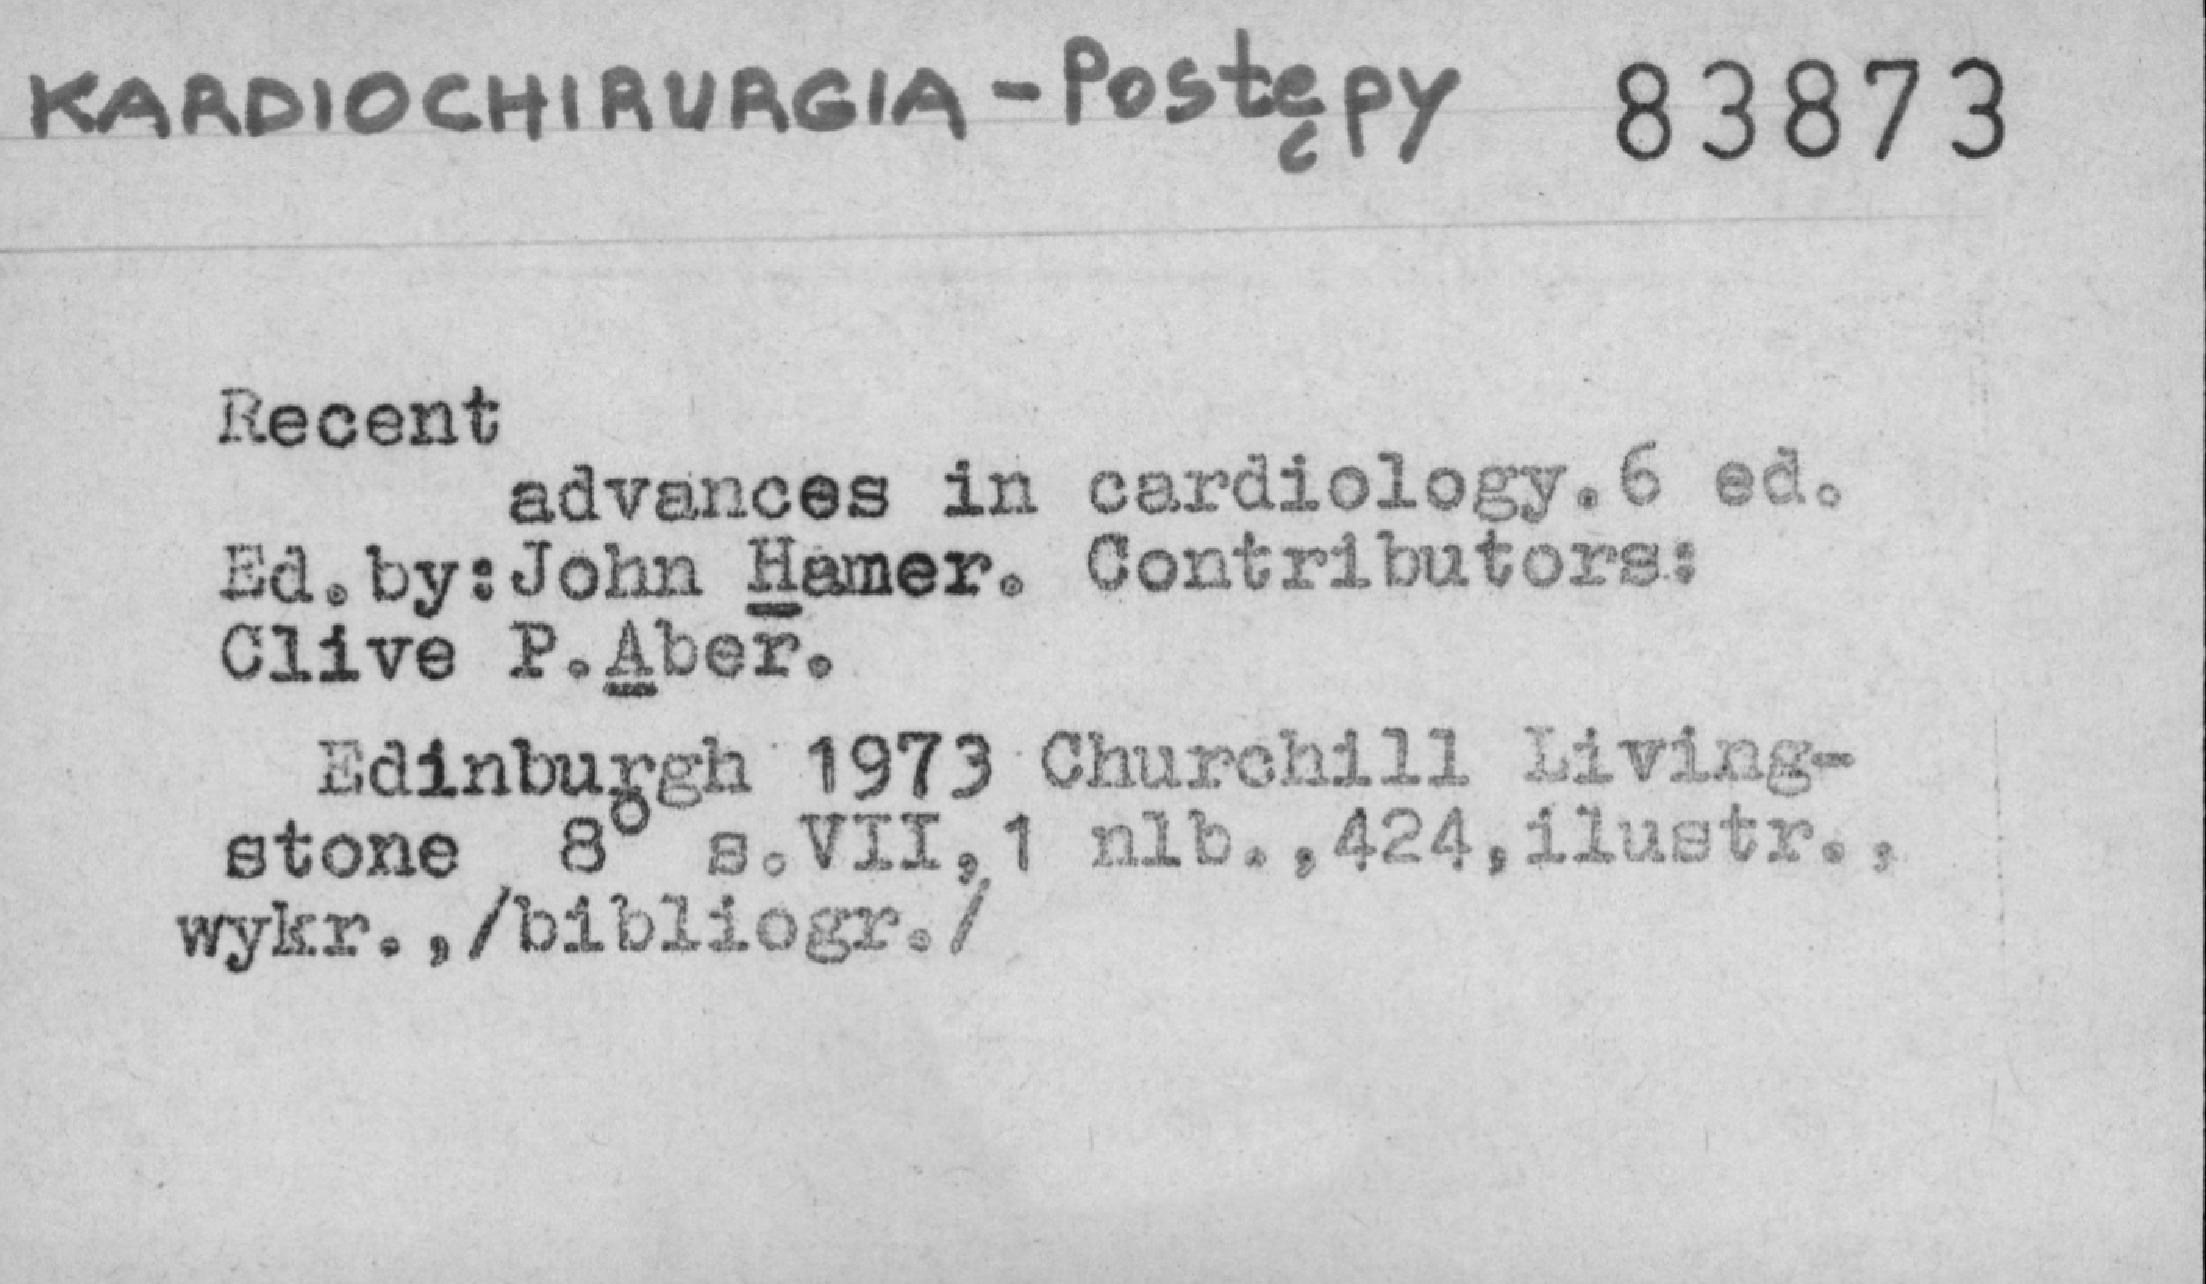 KARDIOCHIRURGIA - Postępy 83873
Recent
advances in cardiology.6 ed.
Ed.by:John Hamer. Contributors:
Clive P.Aber.
Edinburgh 1973 Churchill Living-
stone 8° s.VII,1 nlb.,424,ilustr.,
wykr.,/bibliogr./